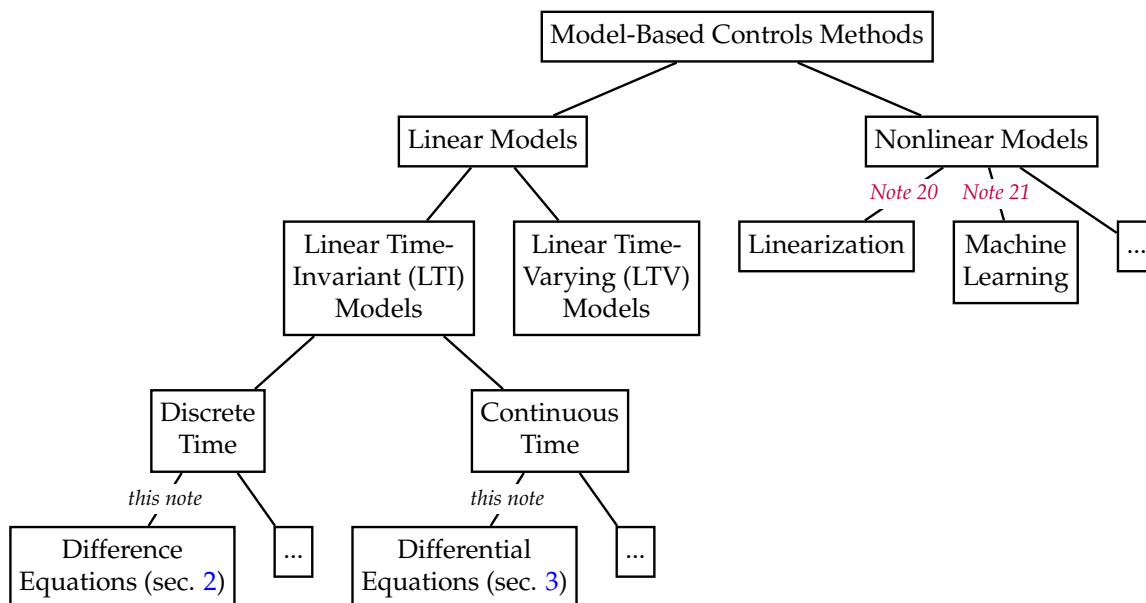 Model-Based Controls Methods
Linear Models
Nonlinear Models
Note 20
Note 21
Linear Time-
Invariant (LTI)
Models
Linear Time-
Varying (LTV)
Models
Linearization
Machine
Learning
...
Discrete
Time
Continuous
Time
this note
this note
Difference
Equations (sec. 2)
...
Differential
Equations (sec. 3)
...